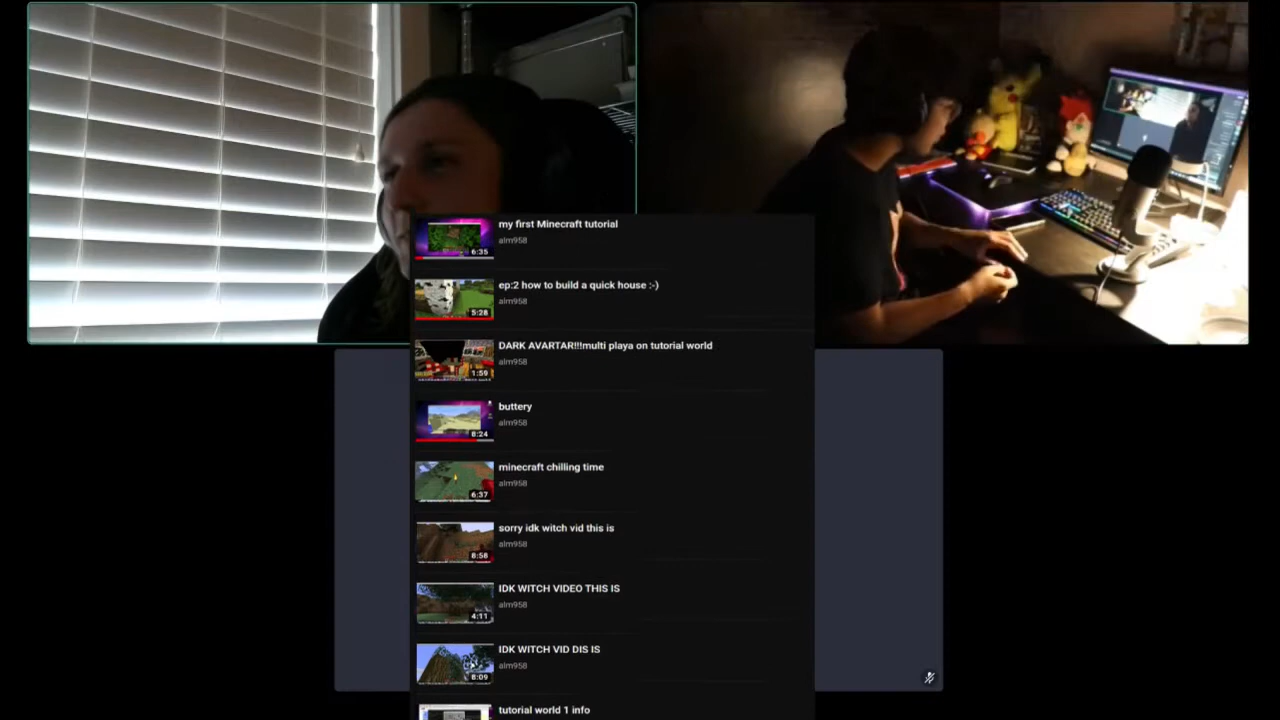 my first Minecraft tutorial
alm958
6:35
ep:2 how to build a quick house :-)
alm958
5:28
DARK AVARTAR!!!multi playa on tutorial world
alm958
1:59
buttery
alm958
8:24
minecraft chilling time
alm958
6:37
sorry idk witch vid this is
alm958
8:58
IDK WITCH VIDEO THIS IS
alm958
4:11
IDK WITCH VID DIS IS
alm958
8:09
tutorial world 1 info